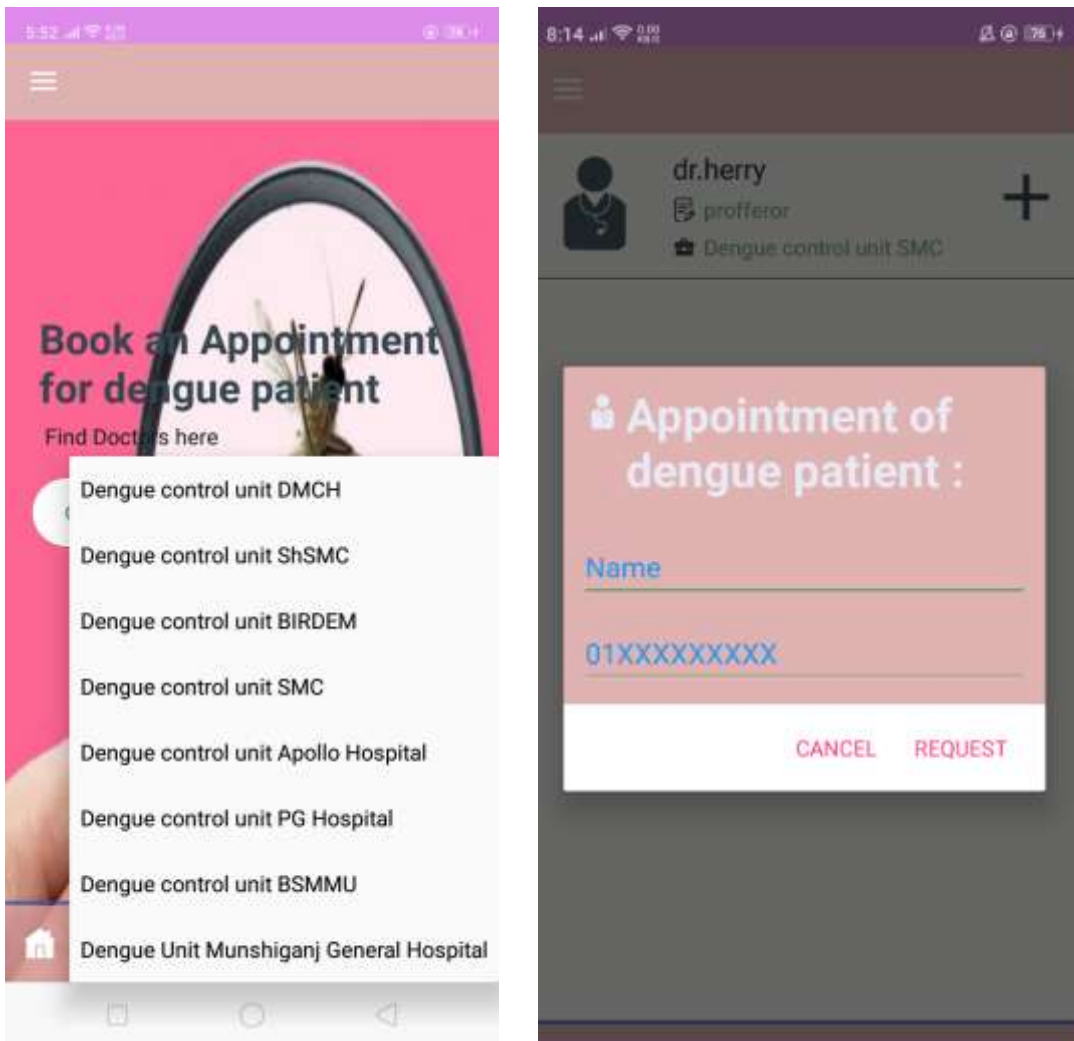 5:52
Book an Appointment
for dengue patient
Find Doctors here
Dengue control unit DMCH
Dengue control unit ShSMC
Dengue control unit BIRDEM
Dengue control unit SMC
Dengue control unit Apollo Hospital
Dengue control unit PG Hospital
Dengue control unit BSMMU
Dengue Unit Munshiganj General Hospital
8:14
dr.herry
profferor
Dengue control unit SMC
Appointment of
dengue patient :
Name
01XXXXXXXXX
CANCEL REQUEST